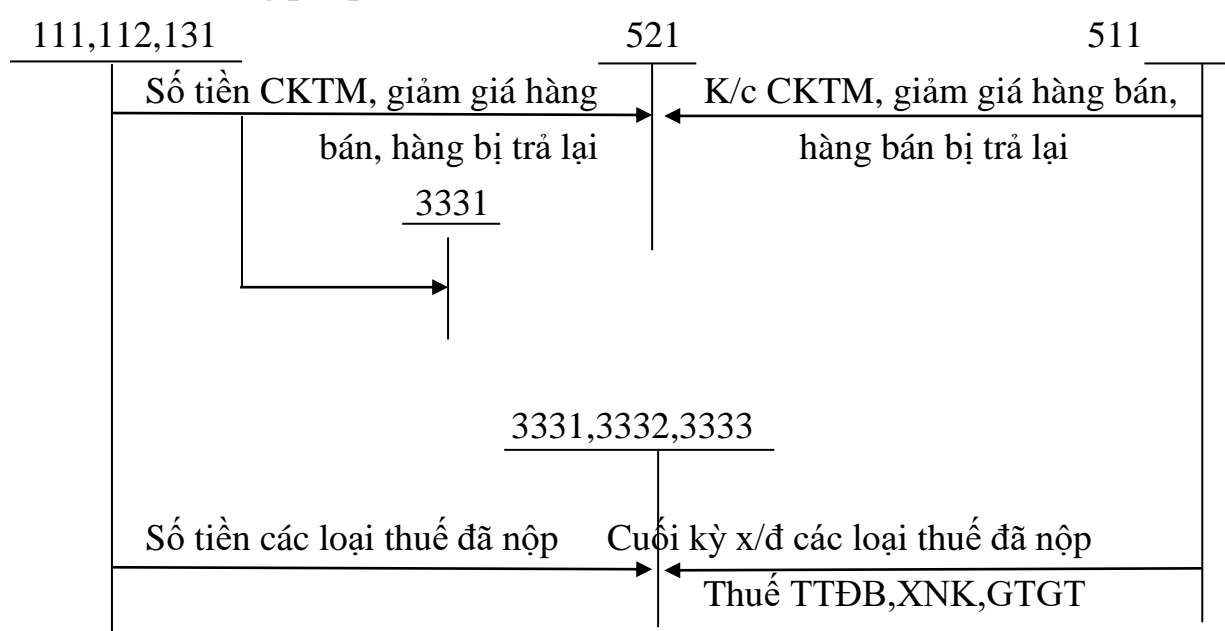 111,112,131 521 511
Số tiền CKTM, giảm giá hàng K/c CKTM, giảm giá hàng bán,
bán, hàng bị trả lại hàng bán bị trả lại
3331
3331,3332,3333
Số tiền các loại thuế đã nộp Cuối kỳ x/đ các loại thuế đã nộp
Thuế TTĐB,XNK,GTGT